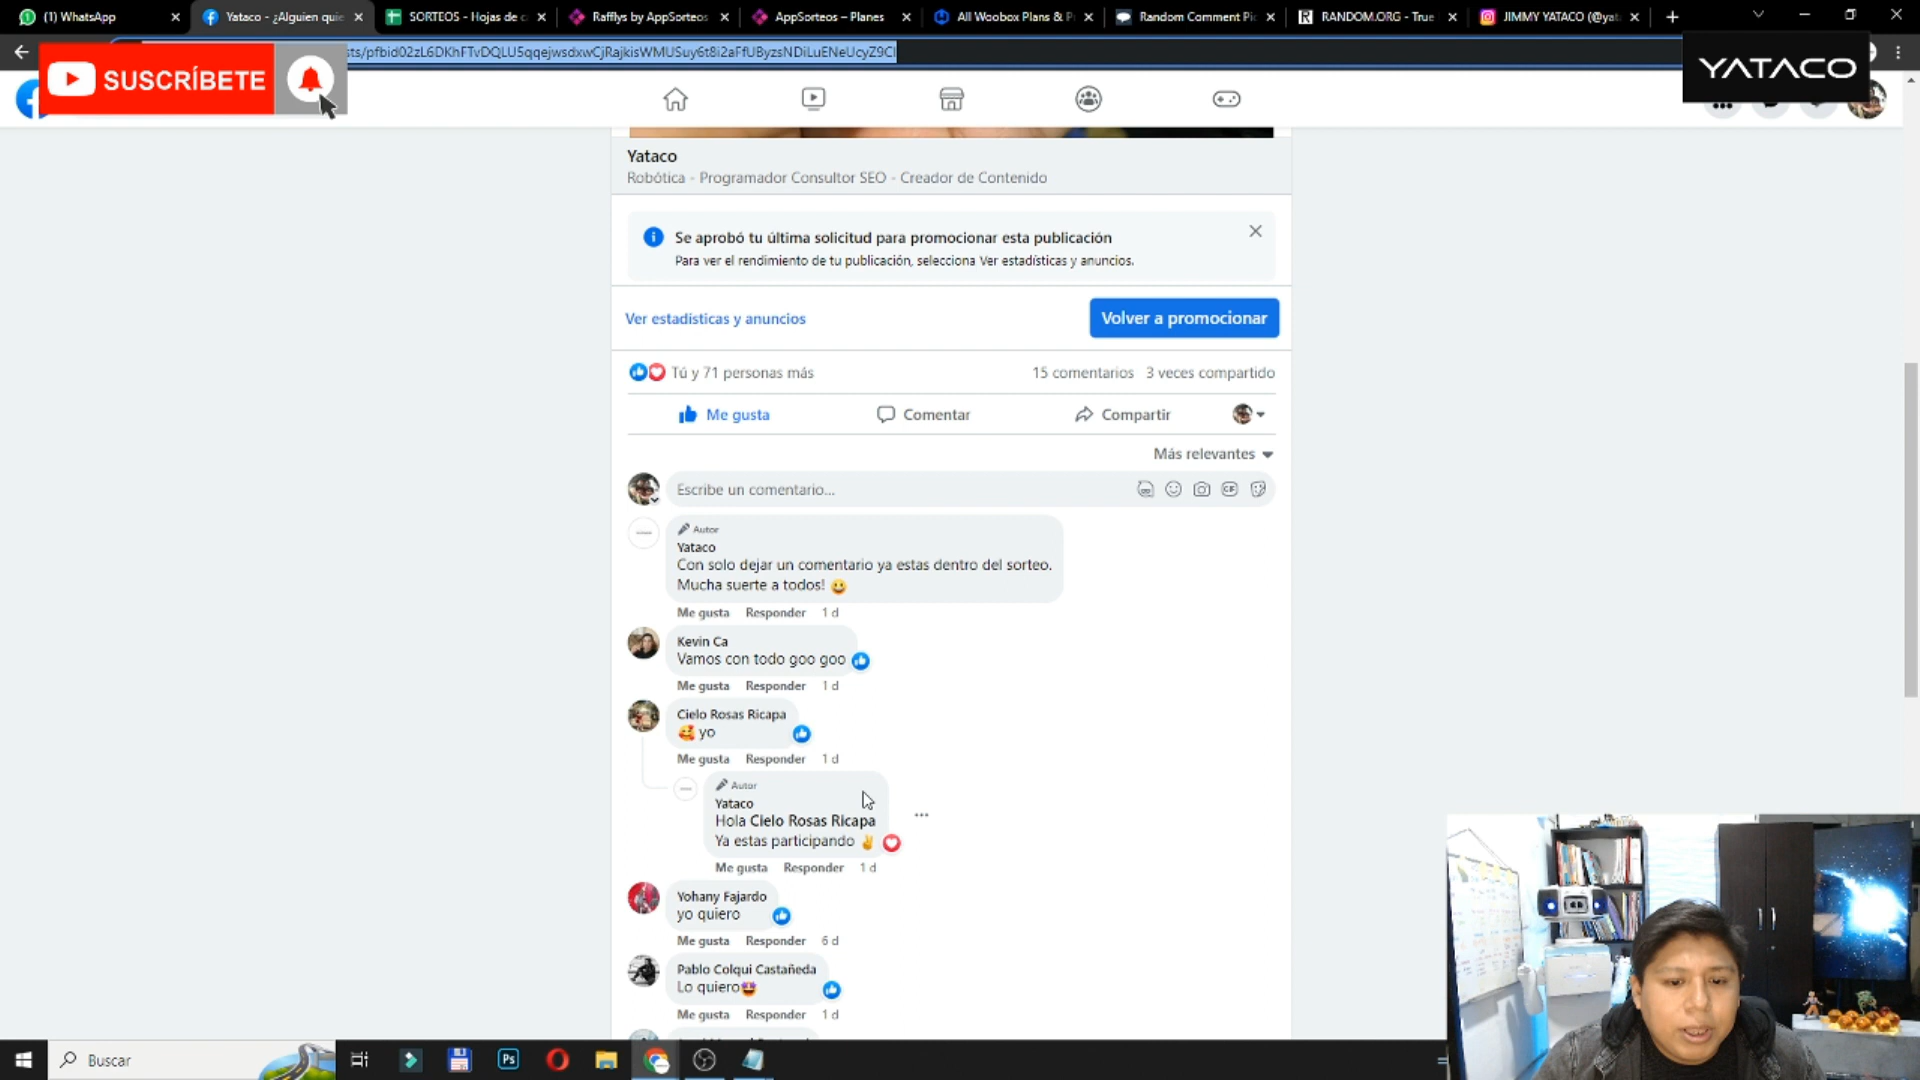 (1) WhatsApp
Yataco - ¿Alguien quie
SORTEOS - Hojas de c
Rafflys by AppSorteos
AppSorteos – Planes
All Woobox Plans & P
Random Comment Pic
RANDOM.ORG - True
JIMMY YATACO (@yat
sts/pfbid02zL6DKhFTvDQLU5qqejwsdxwCjRajkisWMUSuy6t8i2aFfUByzsNDiLuENeUcyZ9Cl
SUSCRÍBETE
YATACO
Yataco
Robótica - Programador Consultor SEO - Creador de Contenido
Se aprobó tu última solicitud para promocionar esta publicación
Para ver el rendimiento de tu publicación, selecciona Ver estadísticas y anuncios.
Ver estadísticas y anuncios
Volver a promocionar
Tú y 71 personas más
15 comentarios 3 veces compartido
Me gusta
Comentar
Compartir
Más relevantes
Escribe un comentario...
GIF
Autor
Yataco
Con solo dejar un comentario ya estas dentro del sorteo.
Mucha suerte a todos! 😀
Me gusta Responder 1 d
Kevin Ca
Vamos con todo goo goo
Me gusta Responder 1 d
Cielo Rosas Ricapa
🥰 yo
Me gusta Responder 1 d
Autor
Yataco
Hola Cielo Rosas Ricapa
Ya estas participando ✌
Me gusta Responder 1 d
Yohany Fajardo
yo quiero
Me gusta Responder 6 d
Pablo Colqui Castañeda
Lo quiero🤩
Me gusta Responder 1 d
Buscar
Ps